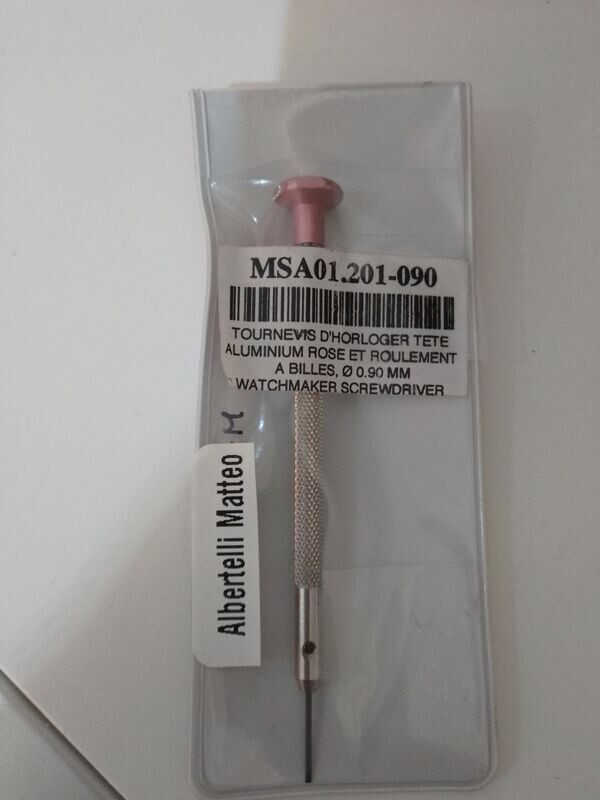 MSA01.201-090
TOURNEVIS D'HORLOGER TETE
ALUMINIUM ROSE ET ROULEMENT
A BILLES, Ø 0.90 MM
WATCHMAKER SCREWDRIVER
M
Albertelli Matteo